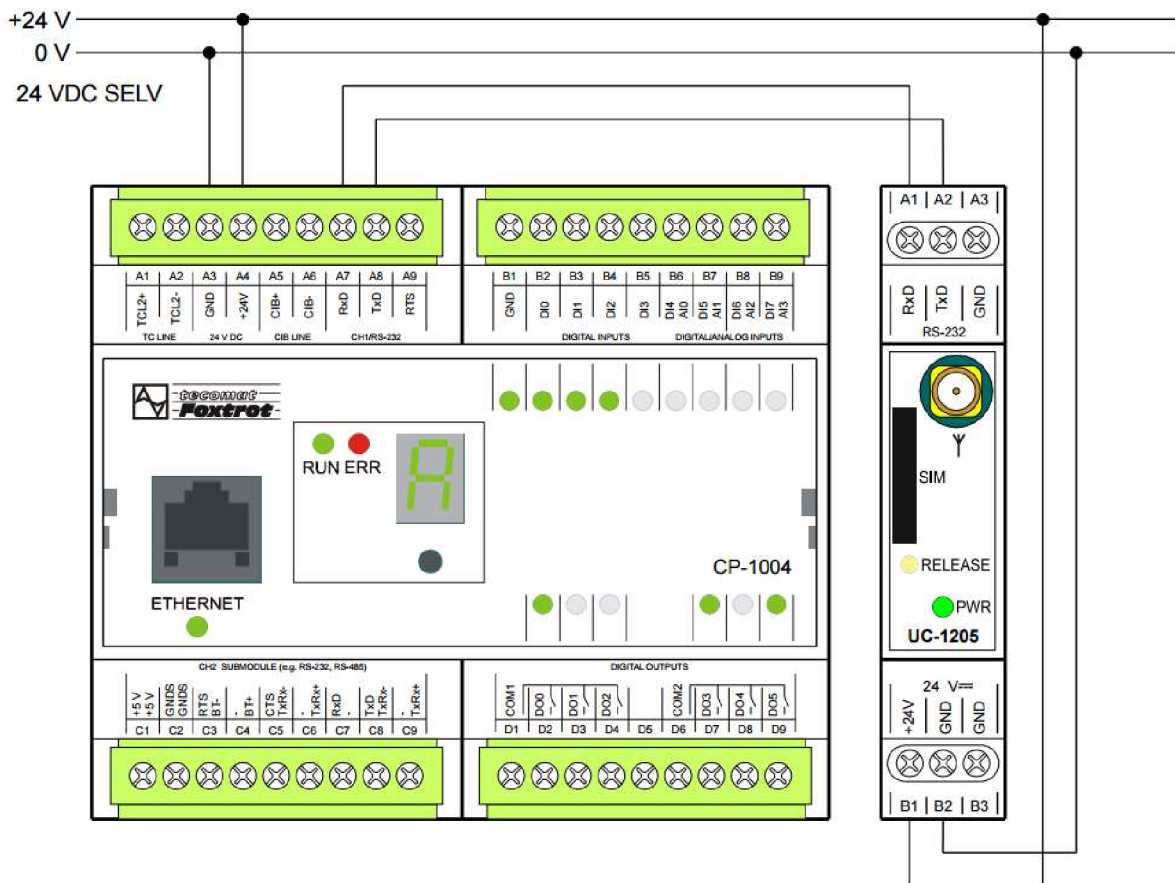 +24 V
0 V
24 VDC SELV
A1 A2 A3
A1 A2 A3 A4 A5 A6 A7 A8 A9
TCL2+ TCL2- GND +24V CIB+ CIB- RxD TxD RTS
TC LINE 24 V DC CIB LINE CH1/RS-232
B1 B2 B3 B4 B5 B6 B7 B8 B9
GND DI0 DI1 DI2 DI3 DI4 AI0 DI5 AI1 DI6 AI2 DI7 AI3
DIGITAL INPUTS DIGITAL/ANALOG INPUTS
RxD TxD GND
RS-232
tecomat
Foxtrot
RUN ERR
A
ETHERNET
CP-1004
SIM
RELEASE
PWR
UC-1205
CH2 SUBMODULE (e.g. RS-232, RS-485)
+5 V +5 V GNDS GNDS RTS BT- - BT+ CTS TxRx- - TxRx+ RxD - TxD TxRx- - TxRx+
C1 C2 C3 C4 C5 C6 C7 C8 C9
DIGITAL OUTPUTS
COM1 DO0 DO1 DO2 COM2 DO3 DO4 DO5
D1 D2 D3 D4 D5 D6 D7 D8 D9
24 V
+24V GND GND
B1 B2 B3